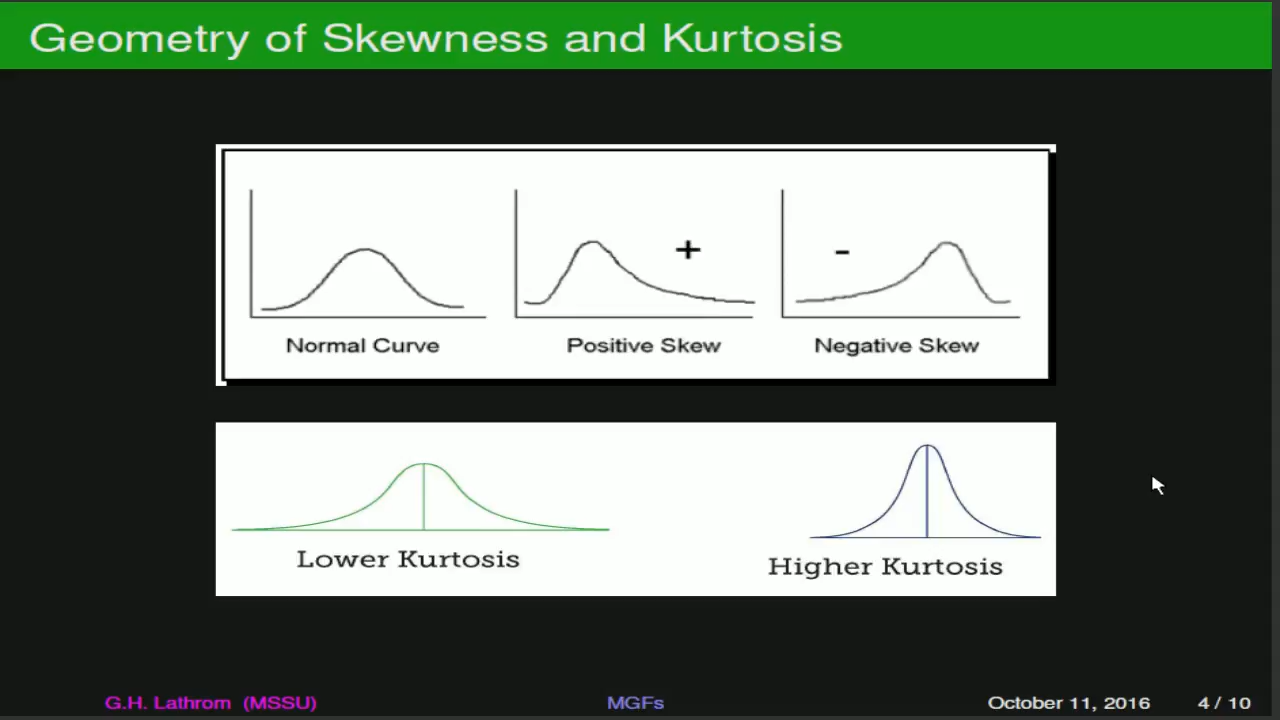 Geometry of Skewness and Kurtosis
+
-
Normal Curve
Positive Skew
Negative Skew
Lower Kurtosis
Higher Kurtosis
G.H. Lathrom (MSSU) MGFs October 11, 2016 4 / 10